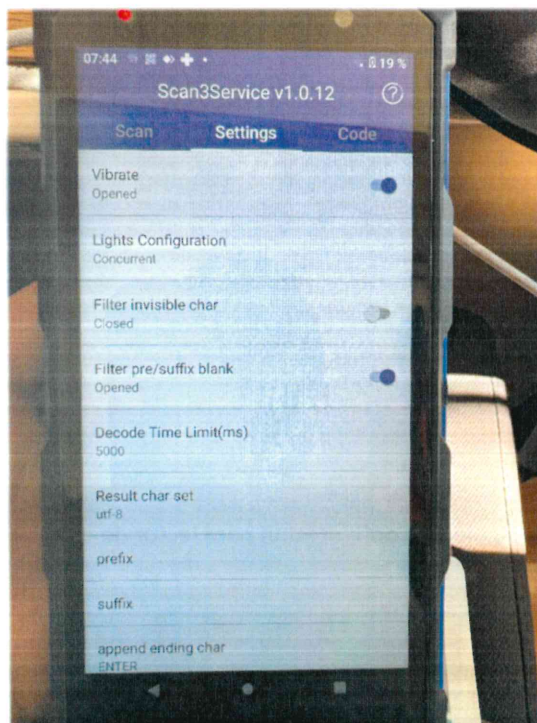 07:44
19 %
Scan3Service v1.0.12
?
Scan
Settings
Code
Vibrate
Opened
Lights Configuration
Concurrent
Filter invisible char
Closed
Filter pre/suffix blank
Opened
Decode Time Limit(ms)
5000
Result char set
utf-8
prefix
suffix
append ending char
ENTER